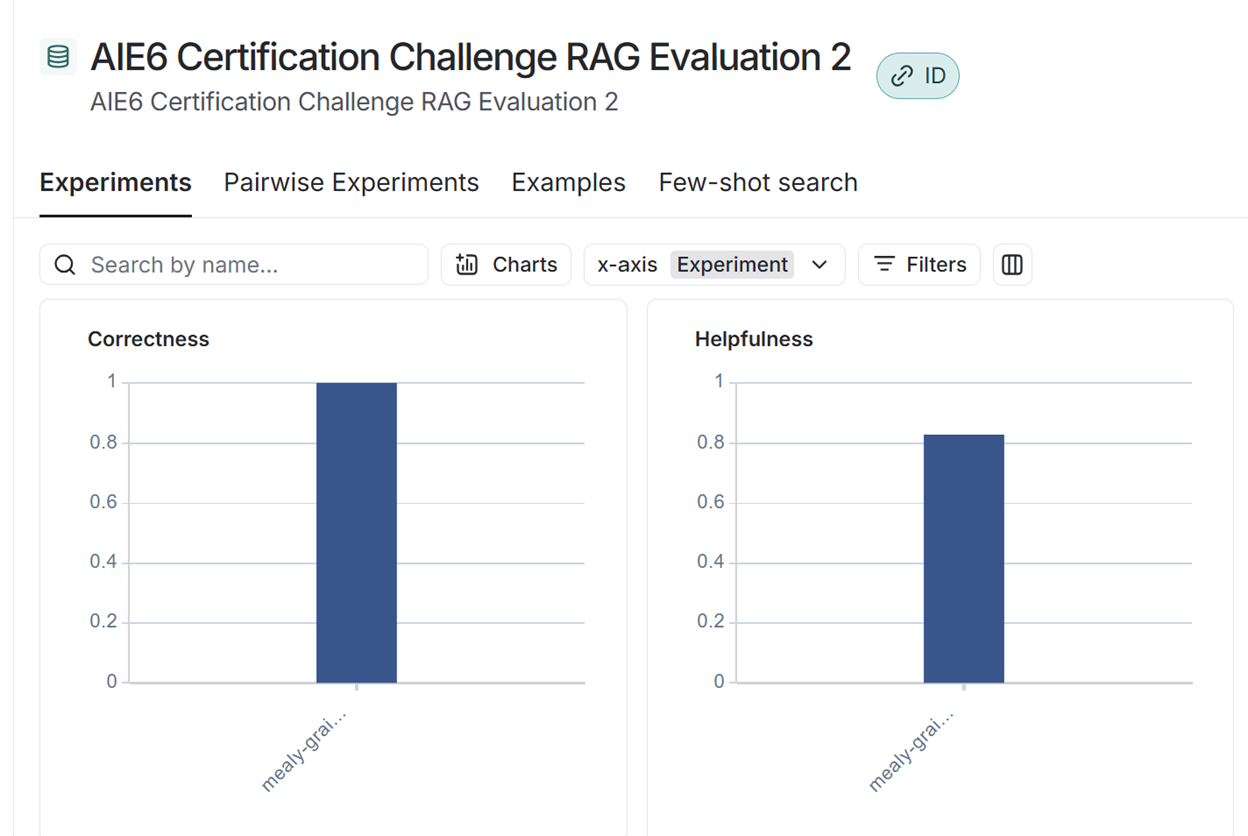 AIE6 Certification Challenge RAG Evaluation 2
ID
AIE6 Certification Challenge RAG Evaluation 2
Experiments Pairwise Experiments Examples Few-shot search
Search by name... Charts x-axis Experiment Filters
Correctness
1
0.8
0.6
0.4
0.2
0
mealy-grai...
Helpfulness
1
0.8
0.6
0.4
0.2
0
mealy-grai...